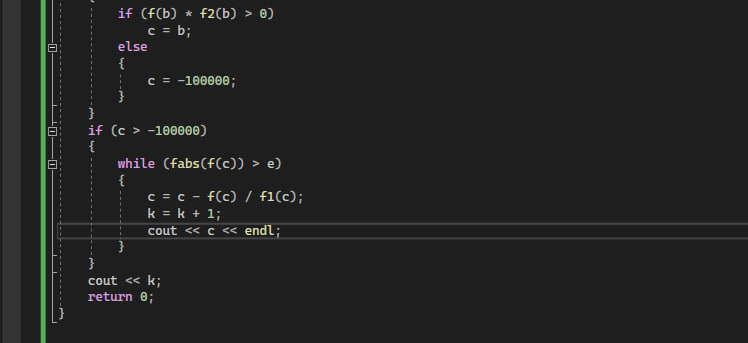 if (f(b) * f2(b) > 0)
c = b;
else
{
c = -100000;
}
}
if (c > -100000)
{
while (fabs(f(c)) > e)
{
c = c - f(c) / f1(c);
k = k + 1;
cout << c << endl;
}
}
cout << k;
return 0;
}